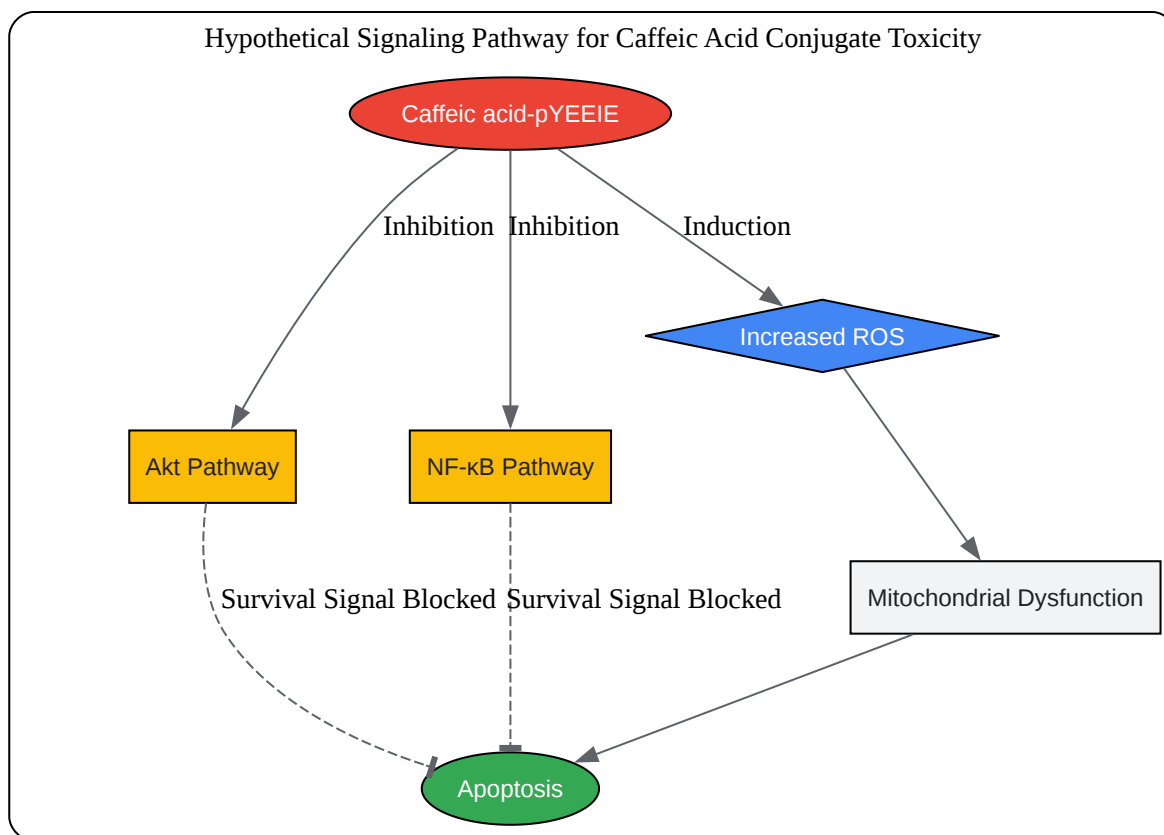 Hypothetical Signaling Pathway for Caffeic Acid Conjugate Toxicity
Caffeic acid-pYEEIE
Inhibition
Inhibition
Induction
Increased ROS
Akt Pathway
NF-κB Pathway
Survival Signal Blocked
Survival Signal Blocked
Mitochondrial Dysfunction
Apoptosis